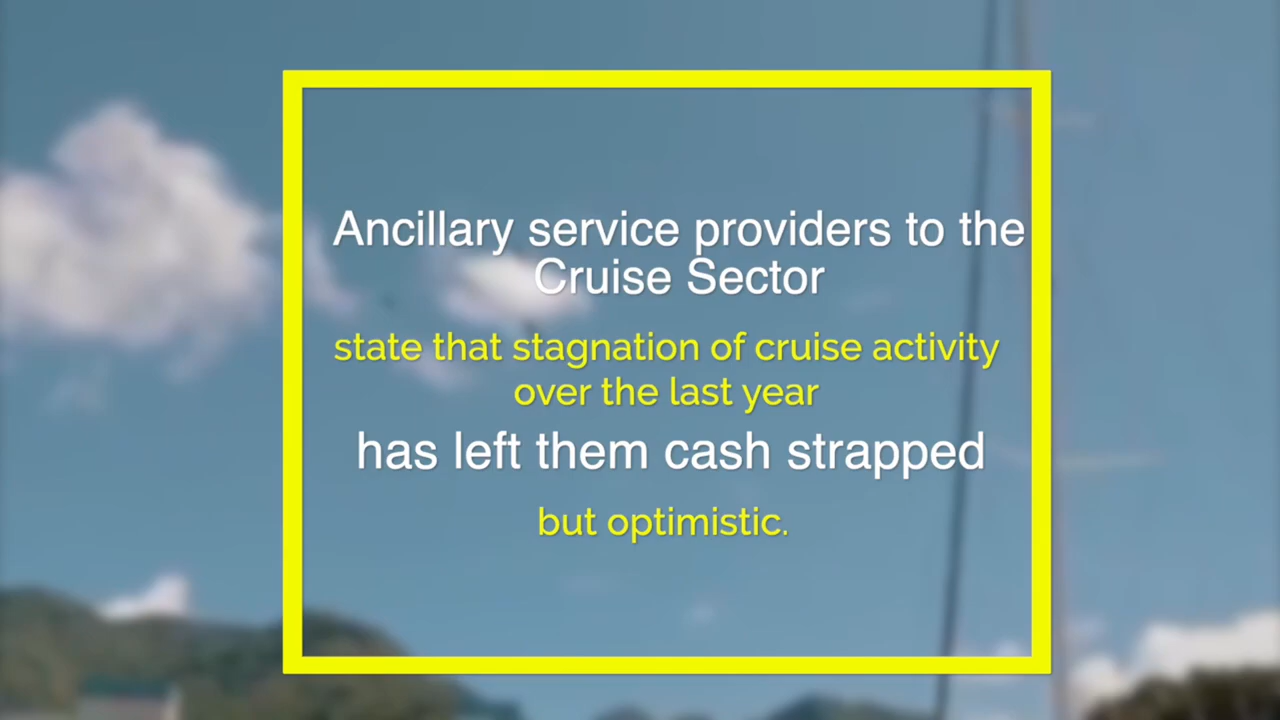 Ancillary service providers to the
Cruise Sector
state that stagnation of cruise activity
over the last year
has left them cash strapped
but optimistic.